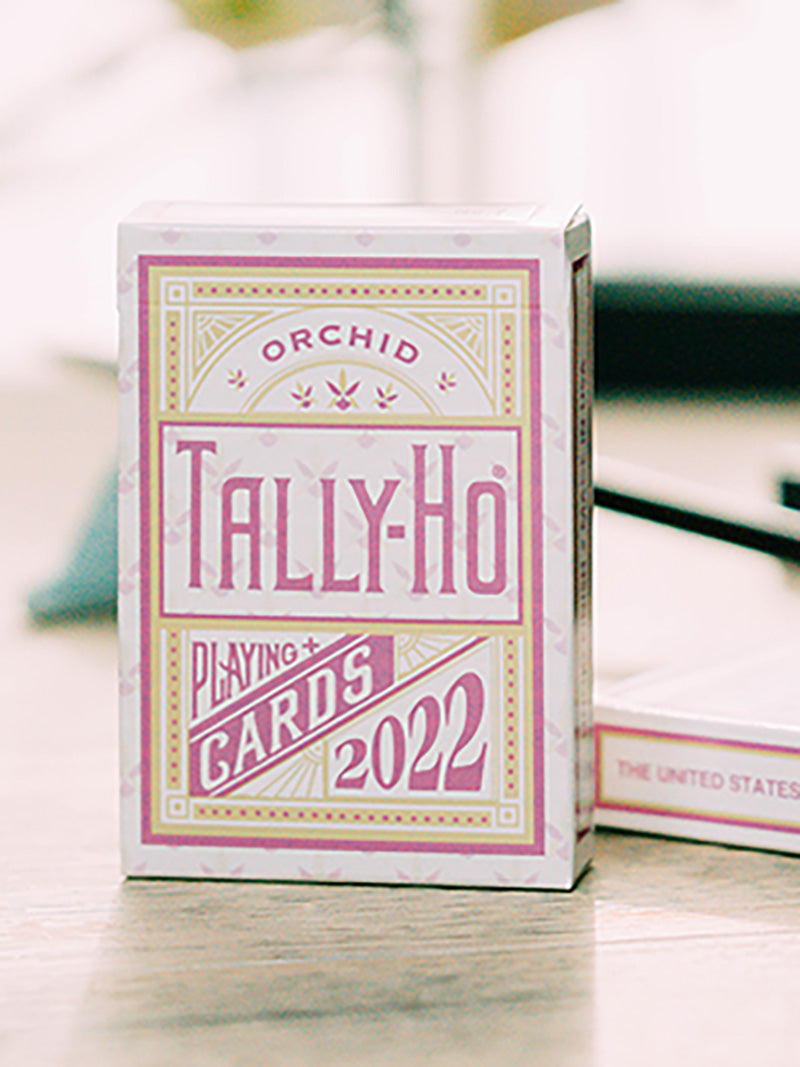 ORCHID
TALLY-HO®
PLAYING
CARDS
2022
THE UNITED STATES